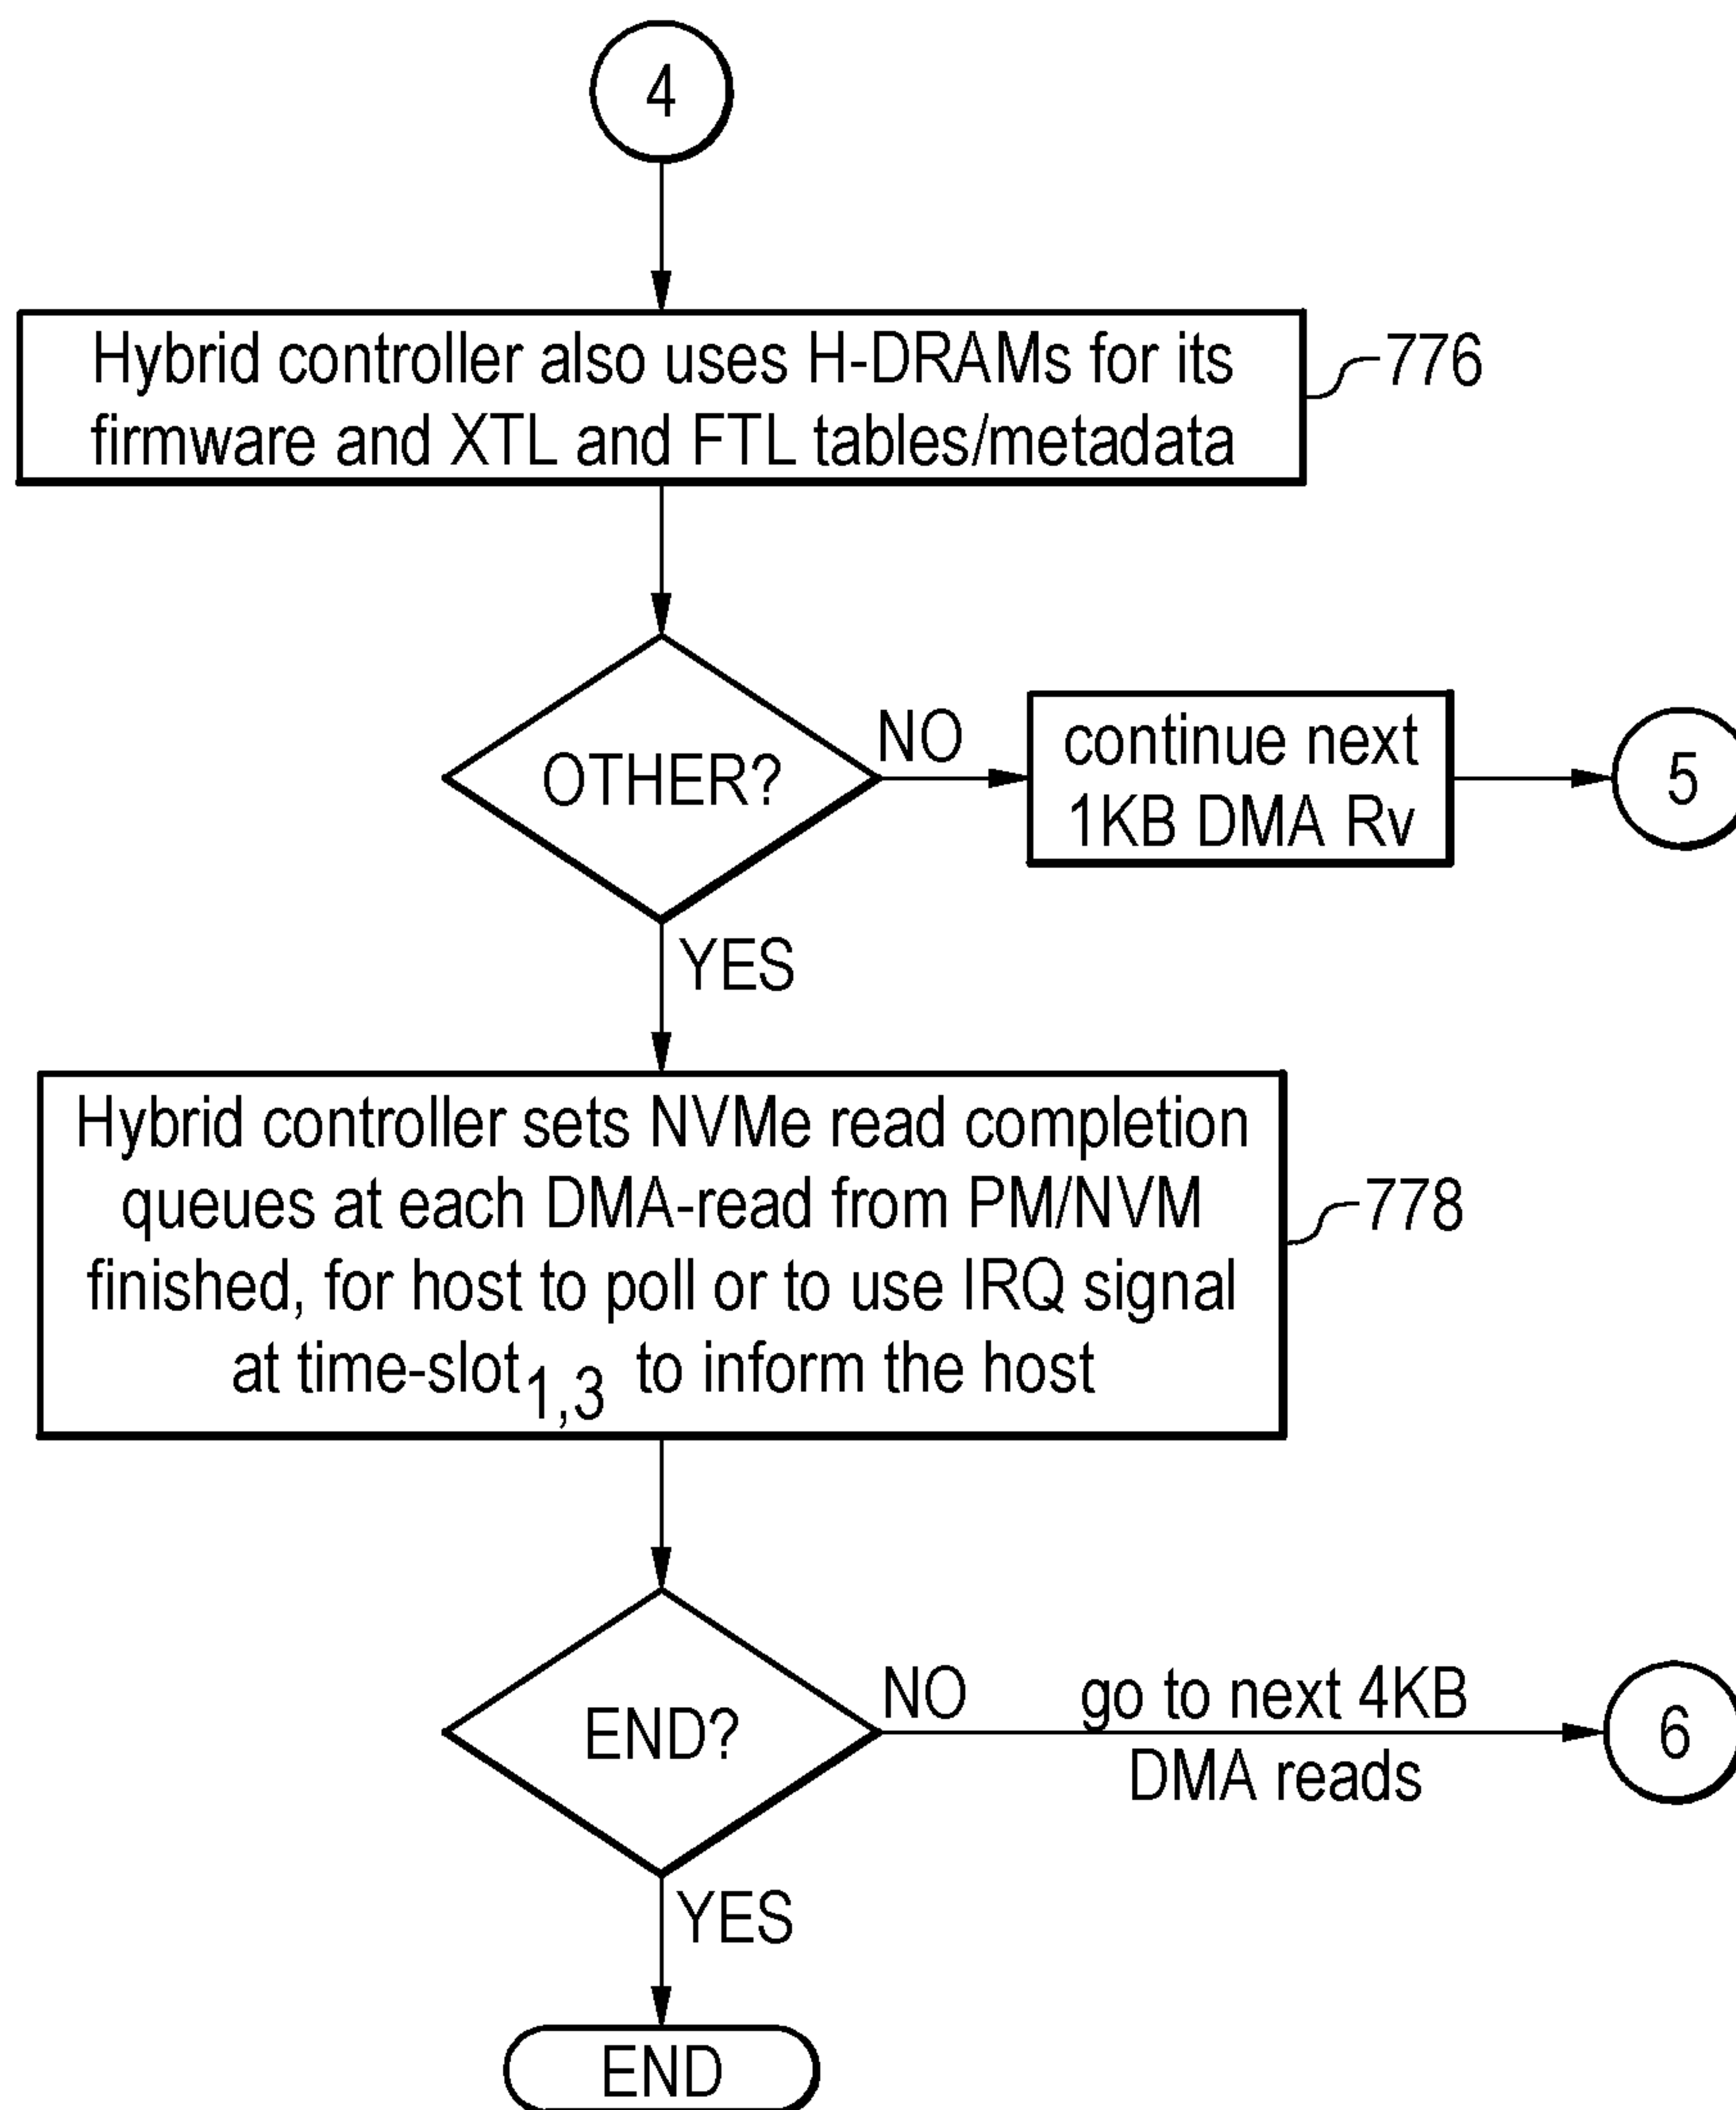 4
Hybrid controller also uses H-DRAMs for its
firmware and XTL and FTL tables/metadata
776
OTHER?
NO
continue next
1KB DMA Rv
5
YES
Hybrid controller sets NVMe read completion
queues at each DMA-read from PM/NVM
finished, for host to poll or to use IRQ signal
at time-slot1,3 to inform the host
778
END?
NO
go to next 4KB
DMA reads
6
YES
END